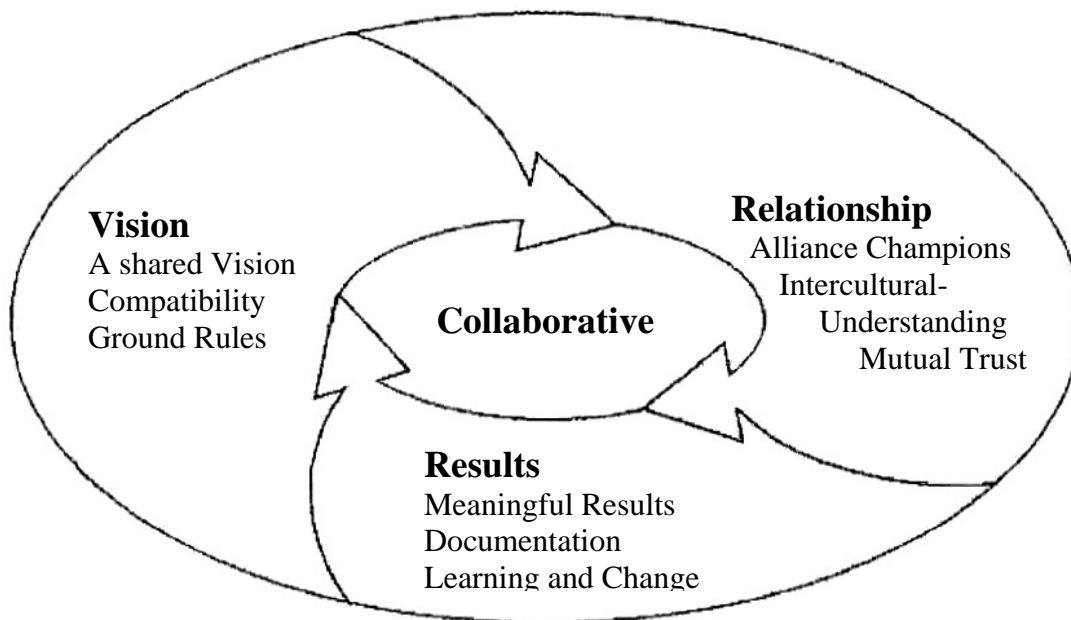 Vision
A shared Vision
Compatibility
Ground Rules
Relationship
Alliance Champions
Intercultural-
Understanding
Mutual Trust
Collaborative
Results
Meaningful Results
Documentation
Learning and Change